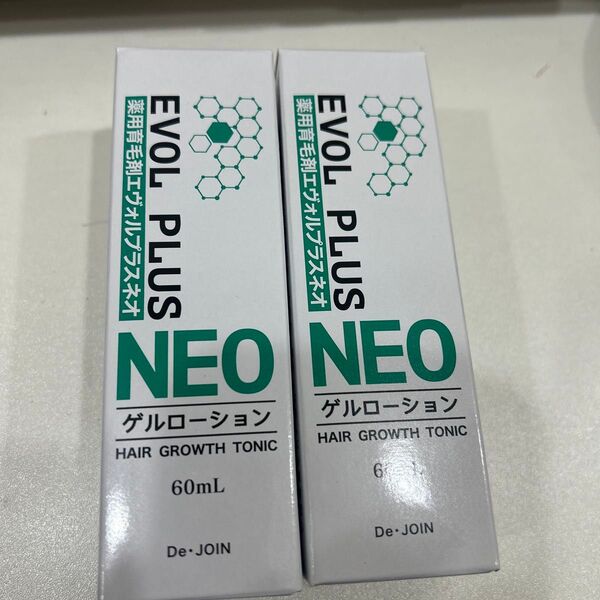 EVOL PLUS
薬用育毛剤エヴォルプラスネオ
NEO
ゲルローション
HAIR GROWTH TONIC
60mL
De・JOIN
EVOL PLUS
薬用育毛剤エヴォルプラスネオ
NEO
ゲルローション
HAIR GROWTH TONIC
De・JOIN